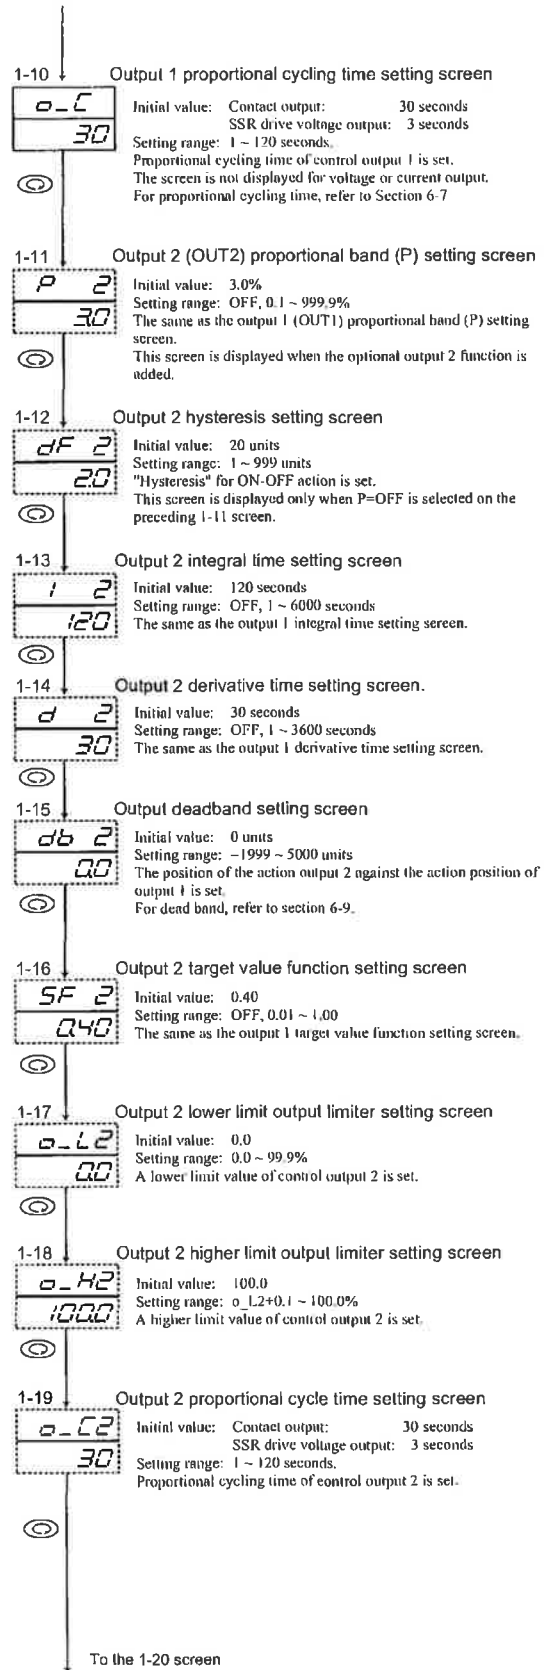 1-10 Output 1 proportional cycling time setting screen
o_C
30
Initial value: Contact output: 30 seconds
SSR drive voltage output: 3 seconds
Setting range: 1 ~ 120 seconds.
Proportional cycling time of control output 1 is set.
The screen is not displayed for voltage or current output.
For proportional cycling time, refer to Section 6-7
1-11 Output 2 (OUT2) proportional band (P) setting screen
P 2
3.0
Initial value: 3.0%
Setting range: OFF, 0.1 ~ 999.9%
The same as the output 1 (OUT1) proportional band (P) setting
screen.
This screen is displayed when the optional output 2 function is
added.
1-12 Output 2 hysteresis setting screen
dF 2
2.0
Initial value: 20 units
Setting range: 1 ~ 999 units
"Hysteresis" for ON-OFF action is set.
This screen is displayed only when P=OFF is selected on the
preceding 1-11 screen.
1-13 Output 2 integral time setting screen
I 2
120
Initial value: 120 seconds
Setting range: OFF, 1 ~ 6000 seconds
The same as the output 1 integral time setting screen.
1-14 Output 2 derivative time setting screen.
d 2
30
Initial value: 30 seconds
Setting range: OFF, 1 ~ 3600 seconds
The same as the output 1 derivative time setting screen.
1-15 Output deadband setting screen
db 2
0.0
Initial value: 0 units
Setting range: −1999 ~ 5000 units
The position of the action output 2 against the action position of
output 1 is set.
For dead band, refer to section 6-9.
1-16 Output 2 target value function setting screen
SF 2
0.40
Initial value: 0.40
Setting range: OFF, 0.01 ~ 1.00
The same as the output 1 target value function setting screen.
1-17 Output 2 lower limit output limiter setting screen
o_L2
0.0
Initial value: 0.0
Setting range: 0.0 ~ 99.9%
A lower limit value of control output 2 is set.
1-18 Output 2 higher limit output limiter setting screen
o_H2
100.0
Initial value: 100.0
Setting range: o_L2+0.1 ~ 100.0%
A higher limit value of control output 2 is set.
1-19 Output 2 proportional cycle time setting screen
o_C2
30
Initial value: Contact output: 30 seconds
SSR drive voltage output: 3 seconds
Setting range: 1 ~ 120 seconds.
Proportional cycling time of control output 2 is set.
To the 1-20 screen